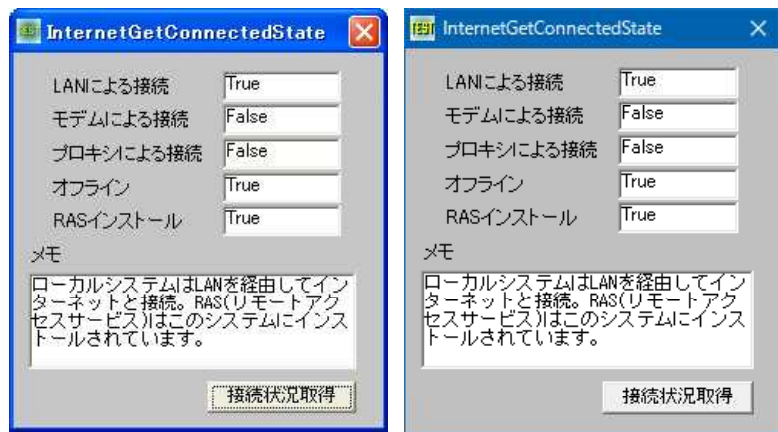 InternetGetConnectedState
LANによる接続 True
モデムによる接続 False
プロキシによる接続 False
オフライン True
RASインストール True
メモ
ローカルシステムはLANを経由してイン
ターネットと接続。RAS(リモートアク
セスサービス)はこのシステムにインス
トールされています。
接続状況取得
TEST InternetGetConnectedState
LANによる接続 True
モデムによる接続 False
プロキシによる接続 False
オフライン True
RASインストール True
メモ
ローカルシステムはLANを経由してイン
ターネットと接続。RAS(リモートアク
セスサービス)はこのシステムにインス
トールされています。
接続状況取得